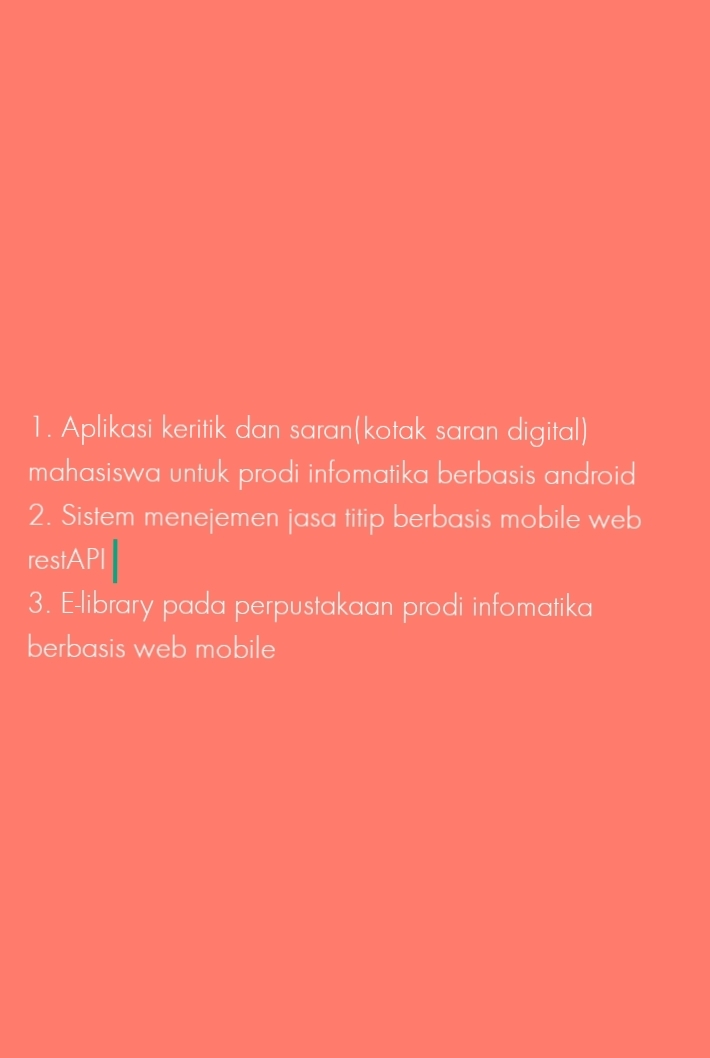 1. Aplikasi keritik dan saran(kotak saran digital)
mahasiswa untuk prodi infomatika berbasis android
2. Sistem menejemen jasa titip berbasis mobile web
restAPI
3. E-library pada perpustakaan prodi infomatika
berbasis web mobile